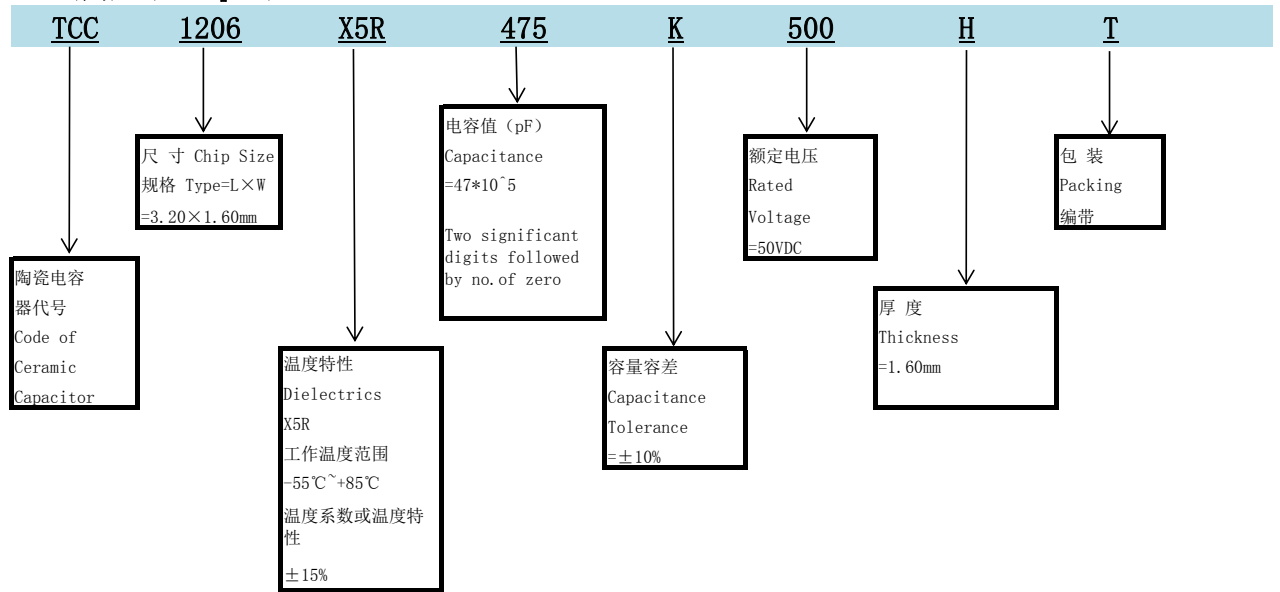 TCC 1206 X5R 475 K 500 H T
陶瓷电容
器代号
Code of
Ceramic
Capacitor
尺 寸 Chip Size
规格 Type=L×W
=3.20×1.60mm
温度特性
Dielectrics
X5R
工作温度范围
-55℃~+85℃
温度系数或温度特
性
±15%
电容值（pF）
Capacitance
=47*10^5
Two significant
digits followed
by no.of zero
容量容差
Capacitance
Tolerance
=±10%
额定电压
Rated
Voltage
=50VDC
厚 度
Thickness
=1.60mm
包 装
Packing
编带